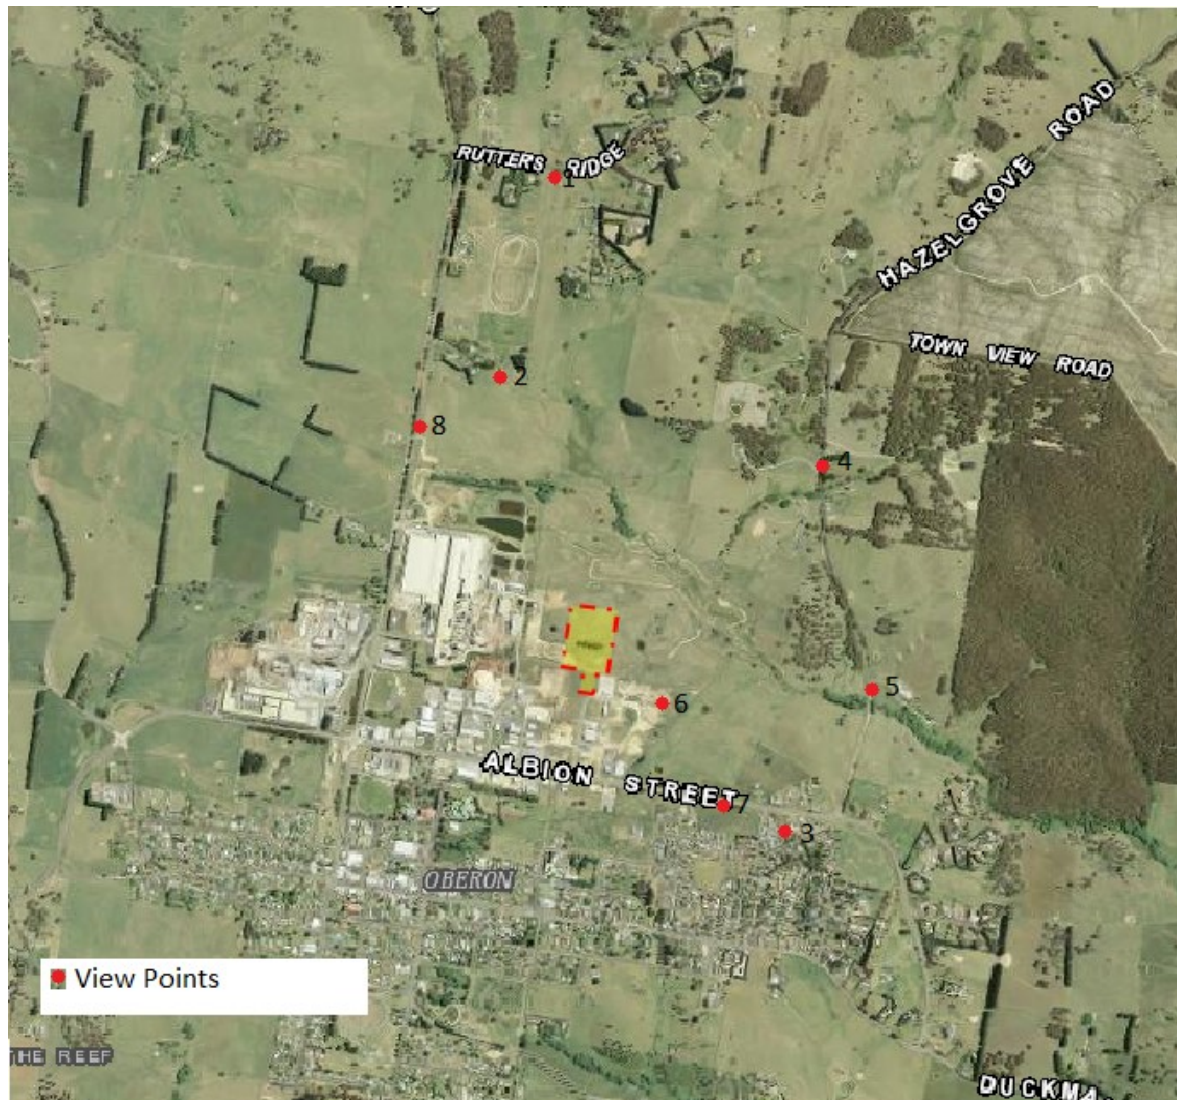 RUTTERS RIDGE
1
HAZELGROVE ROAD
TOWN VIEW ROAD
2
8
4
5
6
ALBION STREET
7
3
OBERON
View Points
THE REEF
DUCKMA